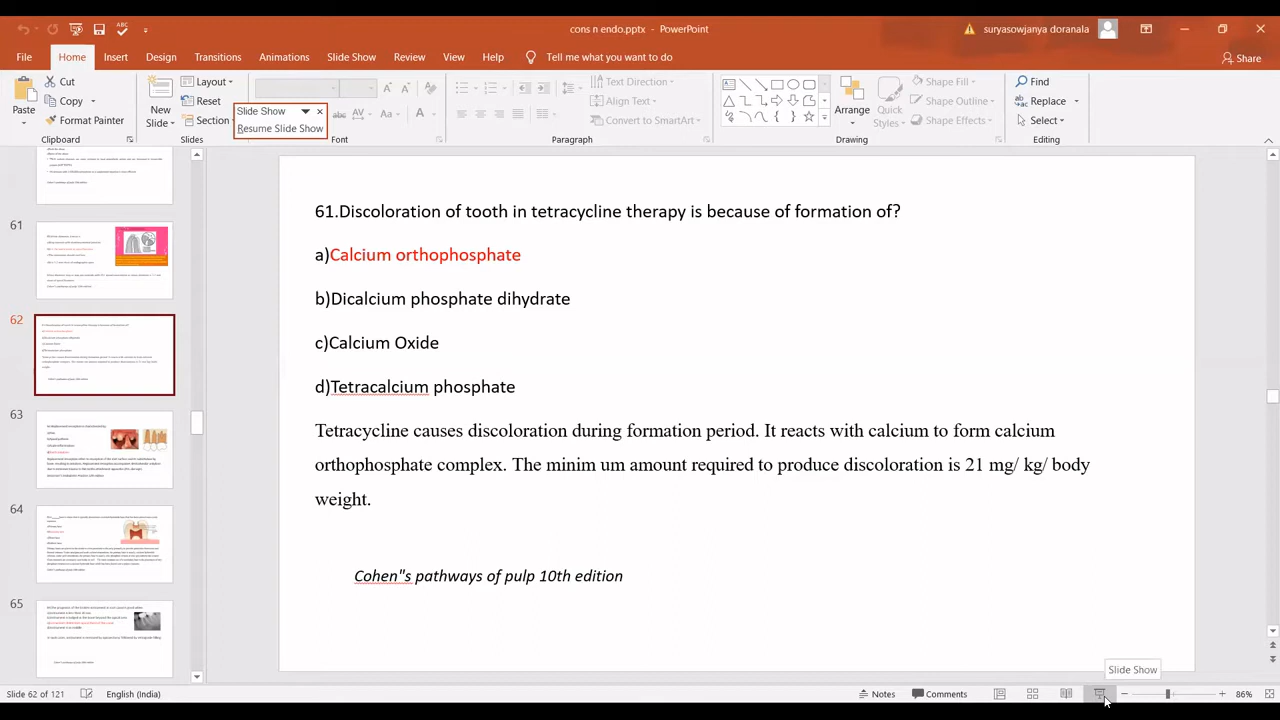 cons n endo.pptx - PowerPoint
suryasowjanya doranala
File Home Insert Design Transitions Animations Slide Show Review View Help Tell me what you want to do Share
Paste
Cut
Copy
Format Painter
Clipboard
New Slide
Layout
Reset
Section
Slides
Slide Show
Resume Slide Show
Font
Text Direction
Align Text
Convert to SmartArt
Paragraph
Arrange
Quick Styles
Shape Fill
Shape Outline
Shape Effects
Drawing
Find
Replace
Select
Editing
61
62
63
64
65
61.Discoloration of tooth in tetracycline therapy is because of formation of?
a)Calcium orthophosphate
b)Dicalcium phosphate dihydrate
c)Calcium Oxide
d)Tetracalcium phosphate
Tetracycline causes discoloration during formation period. It reacts with calcium to form calcium
orthophosphate complex. The minim um amount required to produce discoloration is 21 mg/ kg/ body
weight.
Cohen"s pathways of pulp 10th edition
Slide Show
Slide 62 of 121 English (India) Notes Comments 86%